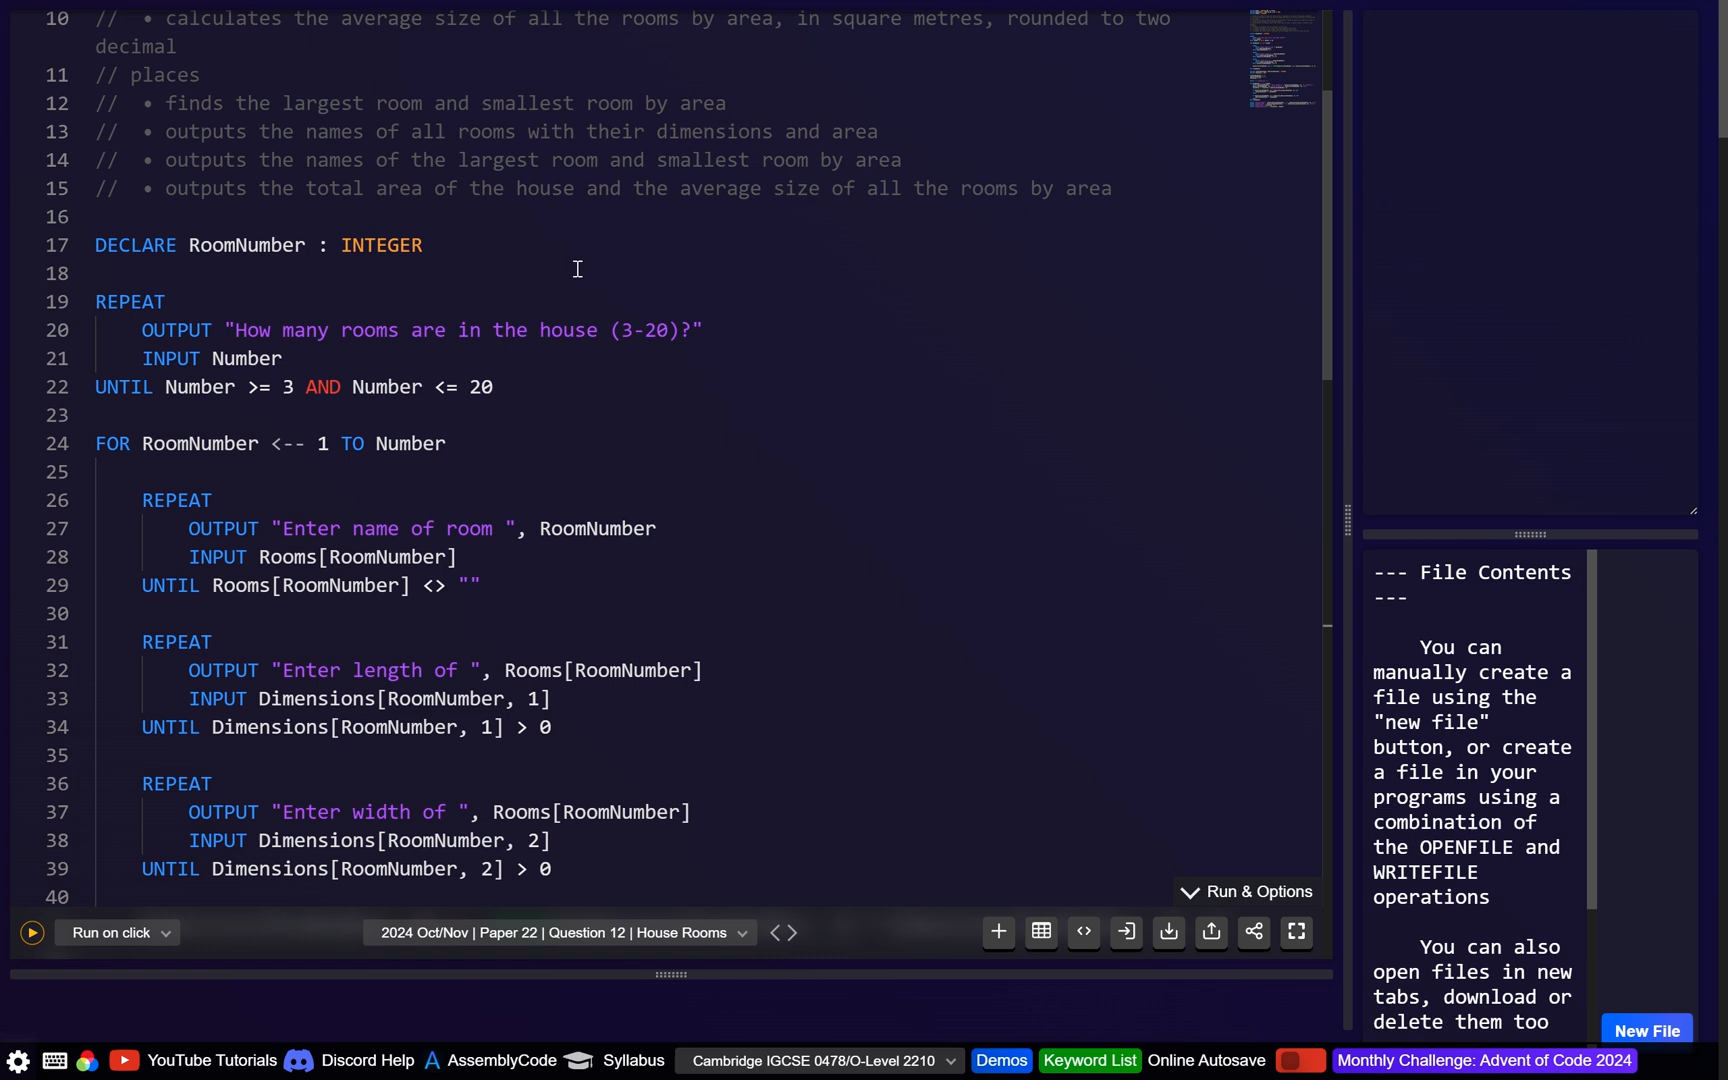 10 // • calculates the average size of all the rooms by area, in square metres, rounded to two
decimal
11 // places
12 // • finds the largest room and smallest room by area
13 // • outputs the names of all rooms with their dimensions and area
14 // • outputs the names of the largest room and smallest room by area
15 // • outputs the total area of the house and the average size of all the rooms by area
16
17 DECLARE RoomNumber : INTEGER
18
19 REPEAT
20 OUTPUT "How many rooms are in the house (3-20)?"
21 INPUT Number
22 UNTIL Number >= 3 AND Number <= 20
23
24 FOR RoomNumber <-- 1 TO Number
25
26 REPEAT
27 OUTPUT "Enter name of room ", RoomNumber
28 INPUT Rooms[RoomNumber]
29 UNTIL Rooms[RoomNumber] <> ""
30
31 REPEAT
32 OUTPUT "Enter length of ", Rooms[RoomNumber]
33 INPUT Dimensions[RoomNumber, 1]
34 UNTIL Dimensions[RoomNumber, 1] > 0
35
36 REPEAT
37 OUTPUT "Enter width of ", Rooms[RoomNumber]
38 INPUT Dimensions[RoomNumber, 2]
39 UNTIL Dimensions[RoomNumber, 2] > 0
40
Run & Options
Run on click
2024 Oct/Nov | Paper 22 | Question 12 | House Rooms
--- File Contents
---
You can
manually create a
file using the
"new file"
button, or create
a file in your
programs using a
combination of
the OPENFILE and
WRITEFILE
operations
You can also
open files in new
tabs, download or
delete them too
New File
YouTube Tutorials Discord Help AssemblyCode Syllabus Cambridge IGCSE 0478/O-Level 2210 Demos Keyword List Online Autosave Monthly Challenge: Advent of Code 2024